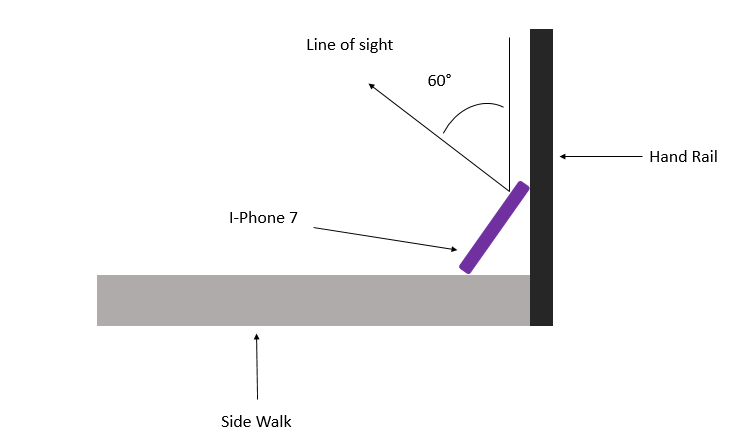 Line of sight
60°
Hand Rail
I-Phone 7
Side Walk